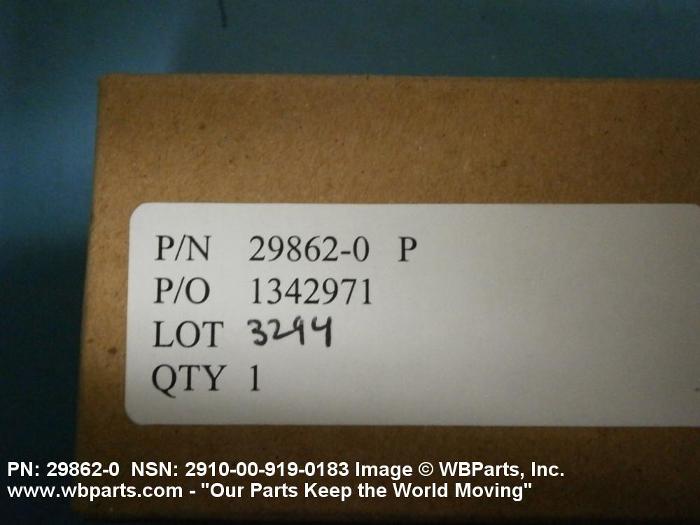 P/N 29862-0 P
P/O 1342971
LOT 3294
QTY 1
PN: 29862-0 NSN: 2910-00-919-0183 Image © WBParts, Inc.
www.wbparts.com - "Our Parts Keep the World Moving"